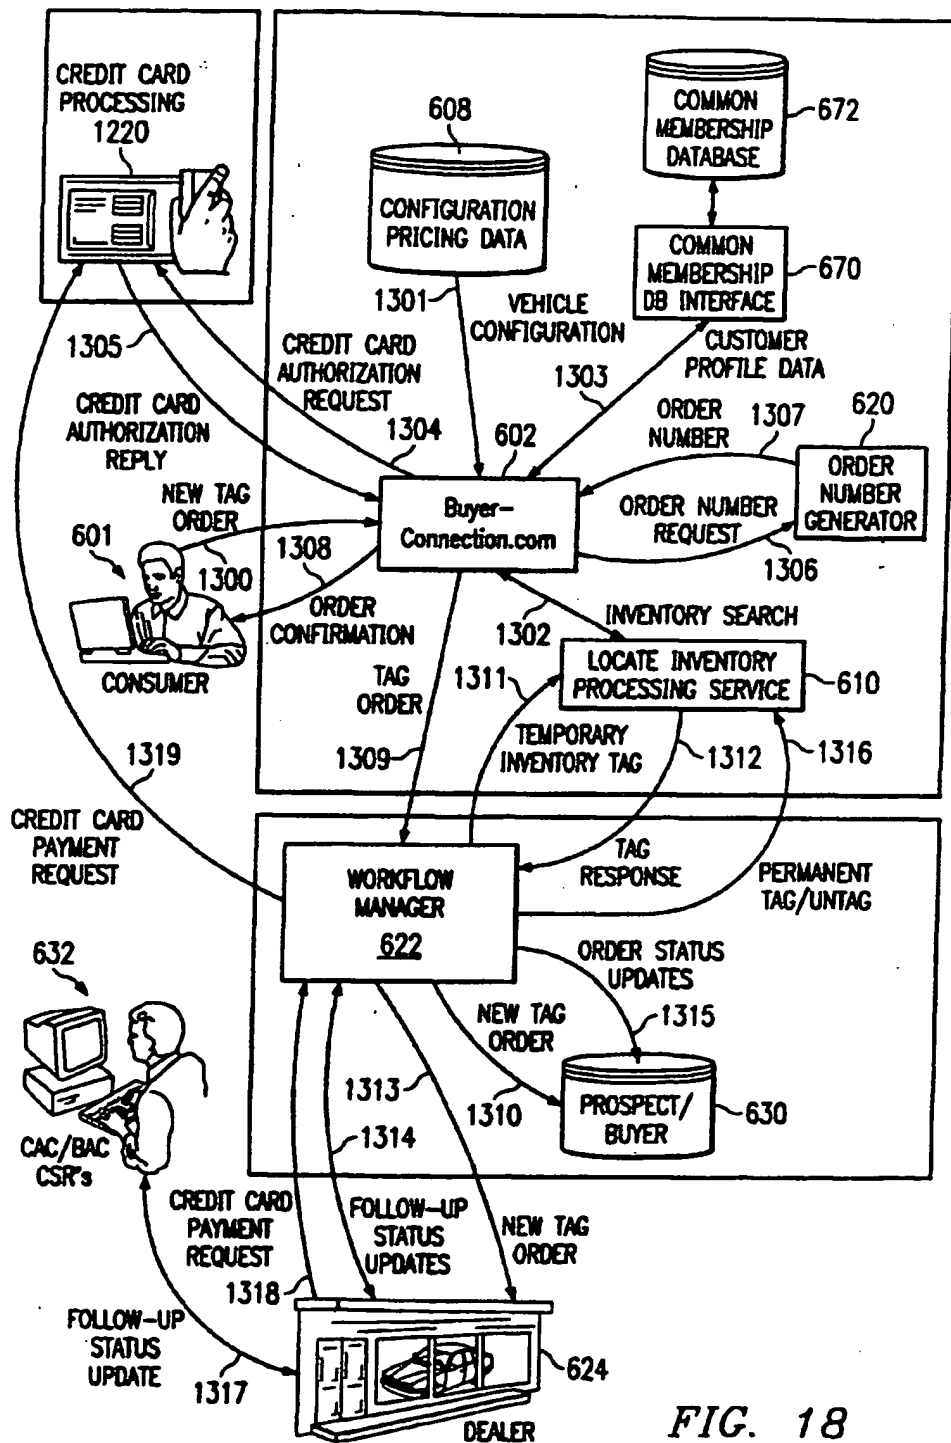 CREDIT CARD
PROCESSING
1220
608
CONFIGURATION
PRICING DATA
COMMON
MEMBERSHIP
DATABASE
672
COMMON
MEMBERSHIP
DB INTERFACE
670
1301
VEHICLE
CONFIGURATION
1303
CUSTOMER
PROFILE DATA
1305
CREDIT CARD
AUTHORIZATION
REQUEST
1304
CREDIT CARD
AUTHORIZATION
REPLY
602
ORDER
NUMBER
1307
620
ORDER
NUMBER
GENERATOR
Buyer-
Connection.com
ORDER NUMBER
REQUEST
1306
NEW TAG
ORDER
601
1300
1308
ORDER
CONFIRMATION
CONSUMER
1302
INVENTORY SEARCH
LOCATE INVENTORY
PROCESSING SERVICE
610
TAG
ORDER
1309
1311
TEMPORARY
INVENTORY TAG
1312
1316
1319
CREDIT CARD
PAYMENT
REQUEST
WORKFLOW
MANAGER
622
TAG
RESPONSE
PERMANENT
TAG/UNTAG
ORDER STATUS
UPDATES
1315
NEW TAG
ORDER
1310
PROSPECT/
BUYER
630
632
CAC/BAC
CSR's
1313
1314
CREDIT CARD
PAYMENT
REQUEST
1318
FOLLOW-UP
STATUS
UPDATES
NEW TAG
ORDER
FOLLOW-UP
STATUS
UPDATE
1317
624
DEALER
FIG. 18